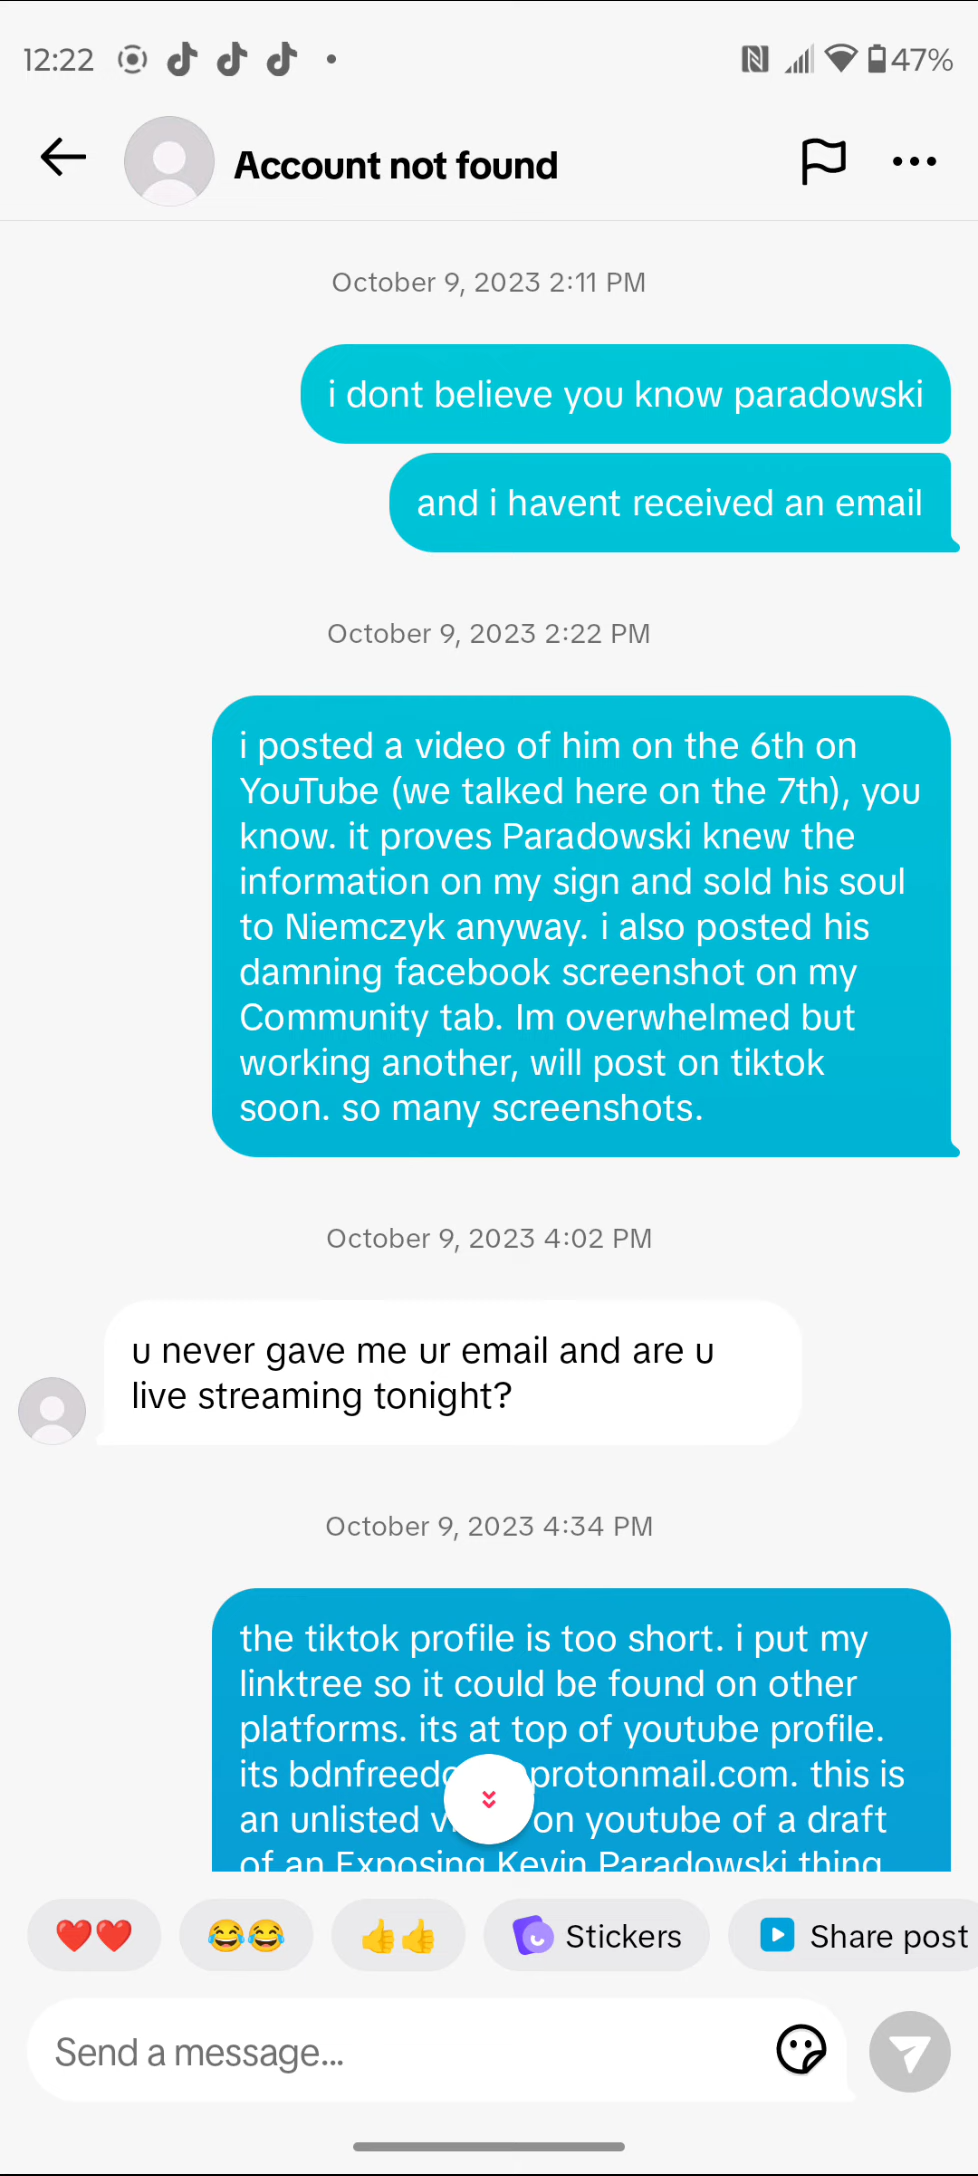 12:22
47%
Account not found
October 9, 2023 2:11 PM
i dont believe you know paradowski
and i havent received an email
October 9, 2023 2:22 PM
i posted a video of him on the 6th on
YouTube (we talked here on the 7th), you
know. it proves Paradowski knew the
information on my sign and sold his soul
to Niemczyk anyway. i also posted his
damning facebook screenshot on my
Community tab. Im overwhelmed but
working another, will post on tiktok
soon. so many screenshots.
October 9, 2023 4:02 PM
u never gave me ur email and are u
live streaming tonight?
October 9, 2023 4:34 PM
the tiktok profile is too short. i put my
linktree so it could be found on other
platforms. its at top of youtube profile.
its protonmail.com. this is
an unlisted on youtube of a draft
of an Exposing Kevin Paradowski thing
❤️❤️ 😂😂 👍👍 Stickers Share post
Send a message...